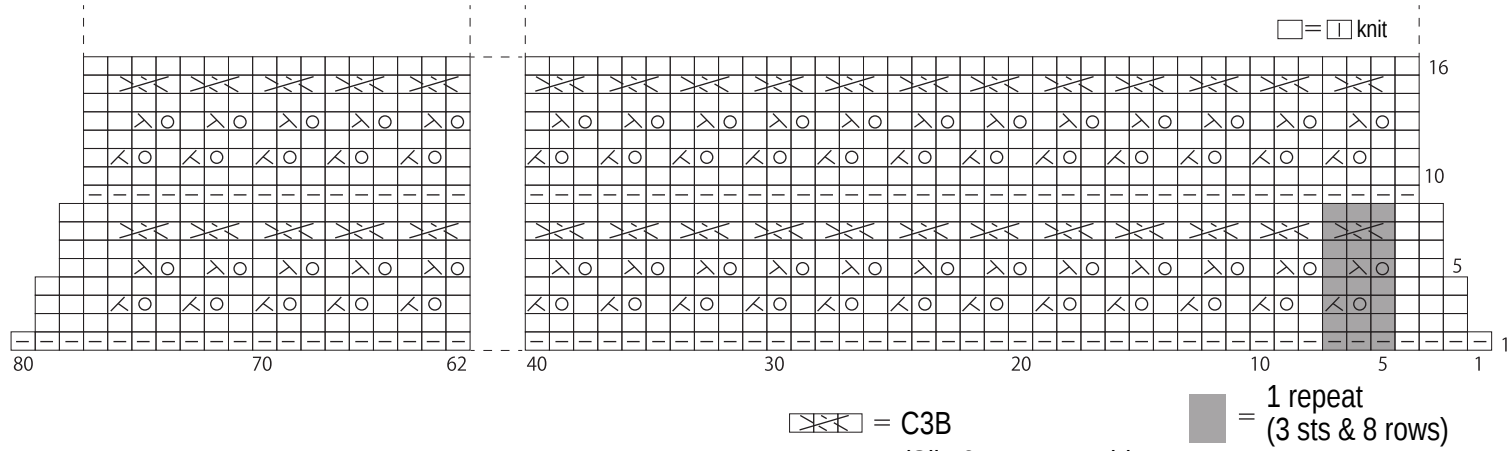 = knit
16
10
5
1
80 70 62 40 30 20 10 5 1
= C3B
= 1 repeat
(3 sts & 8 rows)